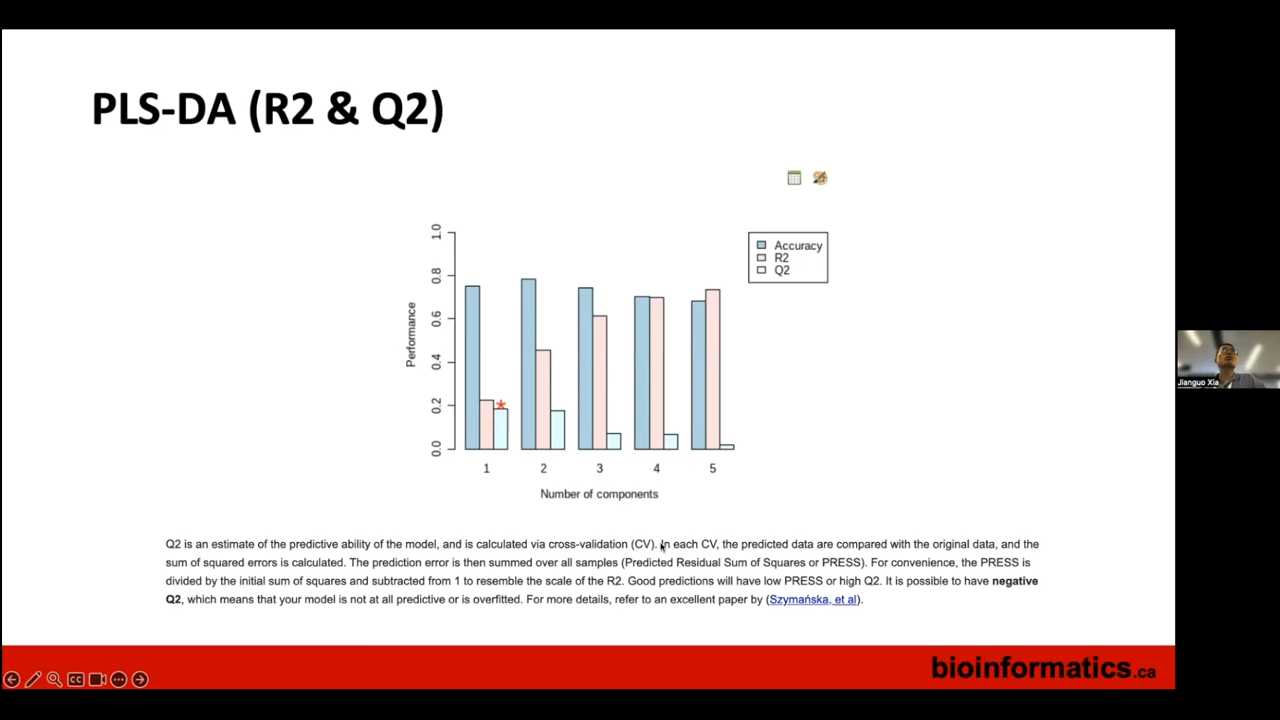 PLS-DA (R2 & Q2)
Accuracy
R2
Q2
1.0
0.8
0.6
0.4
0.2
0.0
Performance
1 2 3 4 5
Number of components
Q2 is an estimate of the predictive ability of the model, and is calculated via cross-validation (CV). In each CV, the predicted data are compared with the original data, and the
sum of squared errors is calculated. The prediction error is then summed over all samples (Predicted Residual Sum of Squares or PRESS). For convenience, the PRESS is
divided by the initial sum of squares and subtracted from 1 to resemble the scale of the R2. Good predictions will have low PRESS or high Q2. It is possible to have negative
Q2, which means that your model is not at all predictive or is overfitted. For more details, refer to an excellent paper by (Szymańska, et al).
CC
bioinformatics.ca
Jianguo Xia